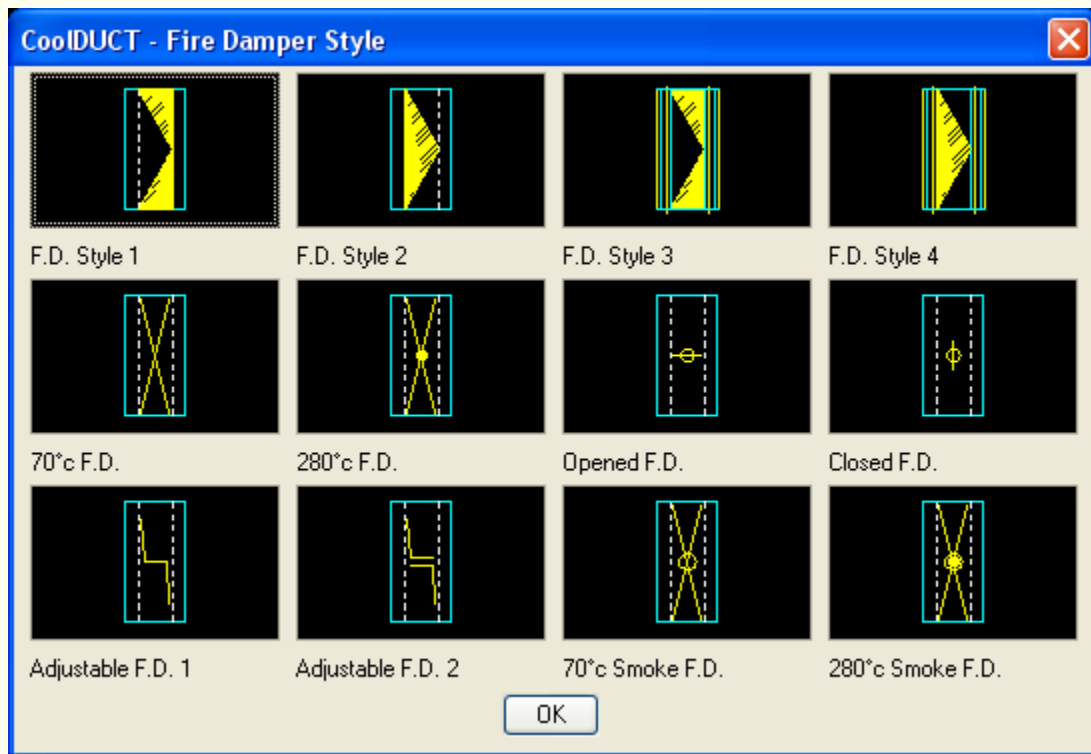 CoolDUCT - Fire Damper Style
F.D. Style 1
F.D. Style 2
F.D. Style 3
F.D. Style 4
70°c F.D.
280°c F.D.
Opened F.D.
Closed F.D.
Adjustable F.D. 1
Adjustable F.D. 2
70°c Smoke F.D.
280°c Smoke F.D.
OK